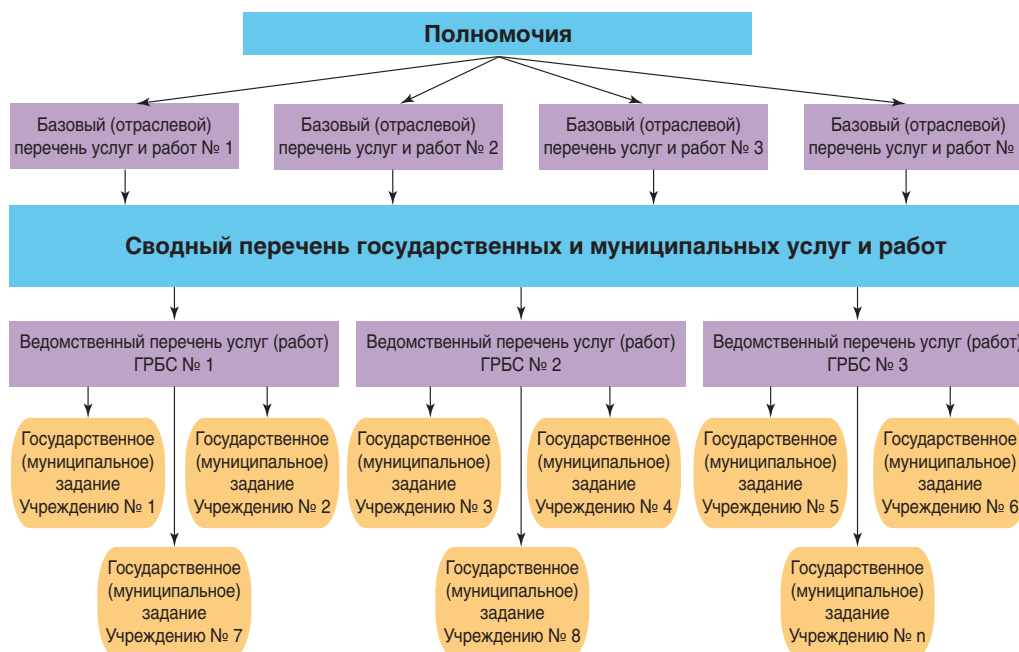 Полномочия
Базовый (отраслевой)
перечень услуг и работ № 1
Базовый (отраслевой)
перечень услуг и работ № 2
Базовый (отраслевой)
перечень услуг и работ № 3
Базовый (отраслевой)
перечень услуг и работ №
Сводный перечень государственных и муниципальных услуг и работ
Ведомственный перечень услуг (работ)
ГРБС № 1
Ведомственный перечень услуг (работ)
ГРБС № 2
Ведомственный перечень услуг (работ)
ГРБС № 3
Государственное
(муниципальное)
задание
Учреждению № 1
Государственное
(муниципальное)
задание
Учреждению № 2
Государственное
(муниципальное)
задание
Учреждению № 3
Государственное
(муниципальное)
задание
Учреждению № 4
Государственное
(муниципальное)
задание
Учреждению № 5
Государственное
(муниципальное)
задание
Учреждению № 6
Государственное
(муниципальное)
задание
Учреждению № 7
Государственное
(муниципальное)
задание
Учреждению № 8
Государственное
(муниципальное)
задание
Учреждению № n